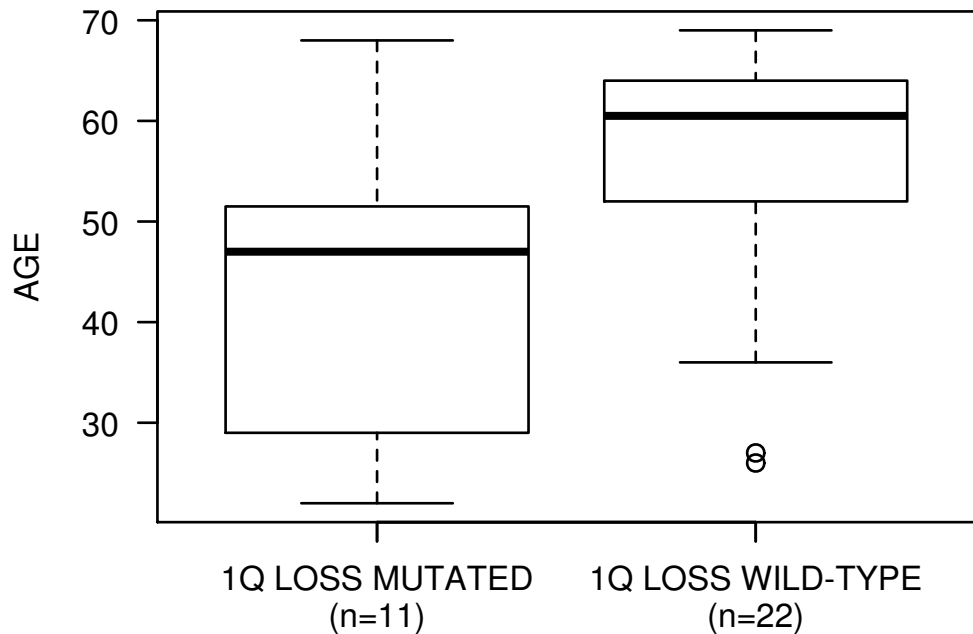 70
60
50
40
30
AGE
1Q LOSS MUTATED
(n=11)
1Q LOSS WILD-TYPE
(n=22)